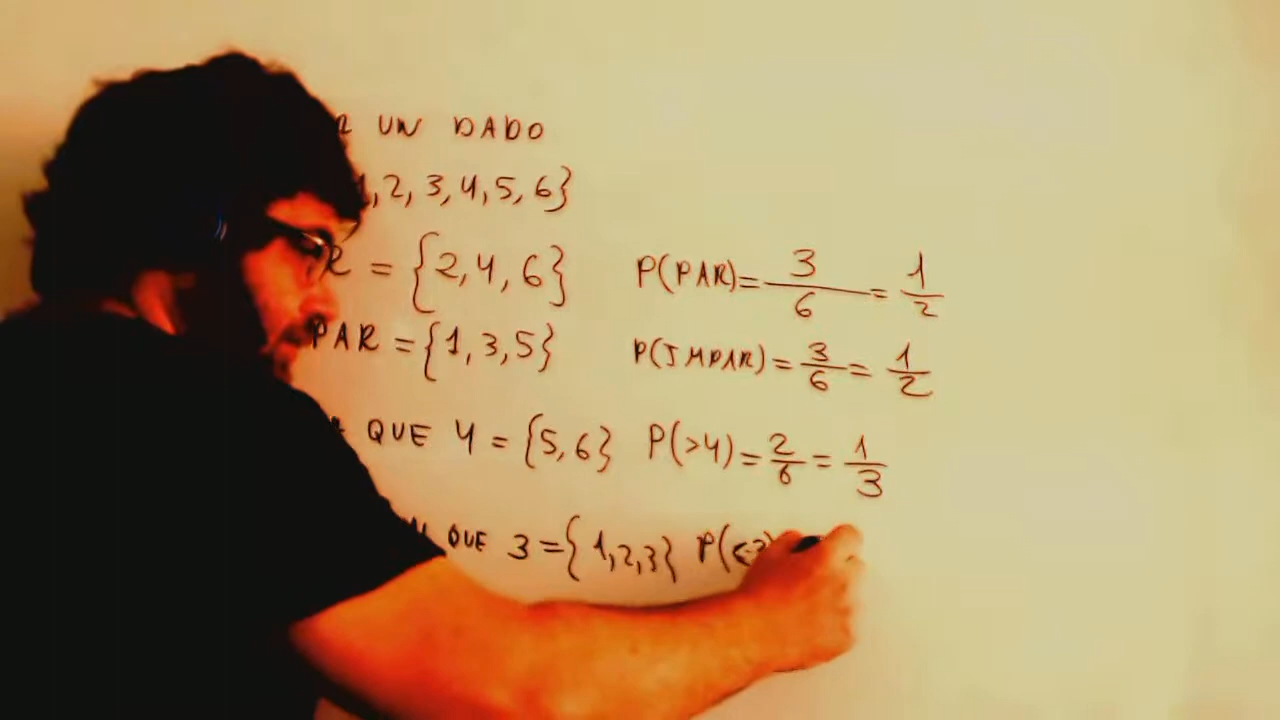 UN DADO
1, 2, 3, 4, 5, 6}
R = {2, 4, 6} P(PAR) = 3/6 = 1/2
PAR = {1, 3, 5} P(IMPAR) = 3/6 = 1/2
QUE 4 = {5, 6} P(>4) = 2/6 = 1/3
QUE 3 = {1, 2, 3} P(